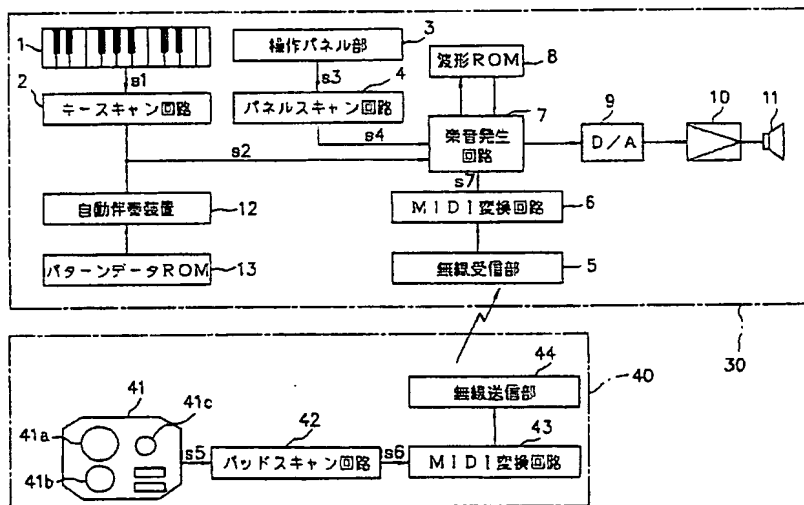 1
s1
2
キースキャン回路
操作パネル部
3
s3
4
パネルスキャン回路
s4
s2
波形ROM
8
7
楽音発生
回路
9
D/A
10
11
s7
MIDI変換回路
6
自動伴奏装置
12
パターンデータROM
13
無線受信部
5
30
44
無線送信部
40
41
41a
41b
41c
s5
42
パッドスキャン回路
s6
43
MIDI変換回路